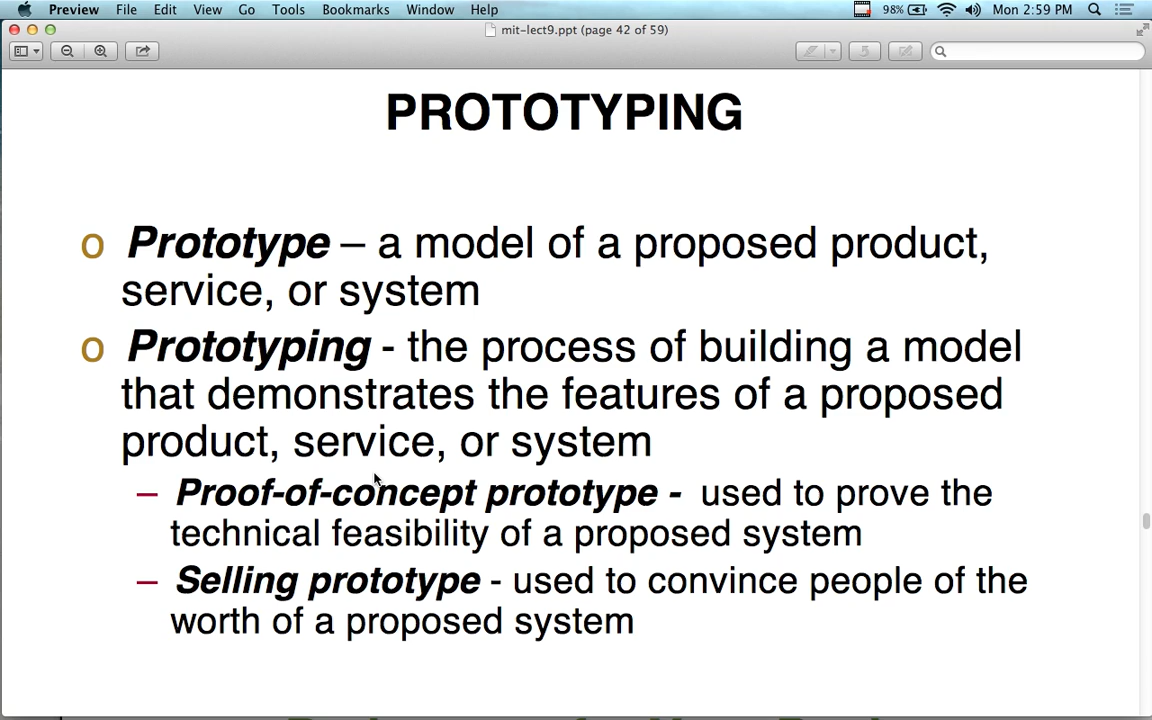 Preview File Edit View Go Tools Bookmarks Window Help 98% Mon 2:59 PM
mit-lect9.ppt (page 42 of 59)
PROTOTYPING
o Prototype – a model of a proposed product,
service, or system
o Prototyping - the process of building a model
that demonstrates the features of a proposed
product, service, or system
– Proof-of-concept prototype - used to prove the
technical feasibility of a proposed system
– Selling prototype - used to convince people of the
worth of a proposed system